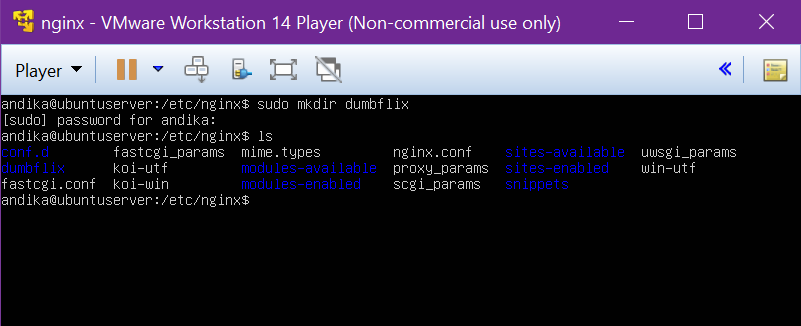 nginx - VMware Workstation 14 Player (Non-commercial use only)
Player
andika@ubuntuserver:/etc/nginx$ sudo mkdir dumbflix
[sudo] password for andika:
andika@ubuntuserver:/etc/nginx$ ls
conf.d fastcgi_params mime.types nginx.conf sites-available uwsgi_params
dumbflix koi-utf modules-available proxy_params sites-enabled win-utf
fastcgi.conf koi-win modules-enabled scgi_params snippets
andika@ubuntuserver:/etc/nginx$